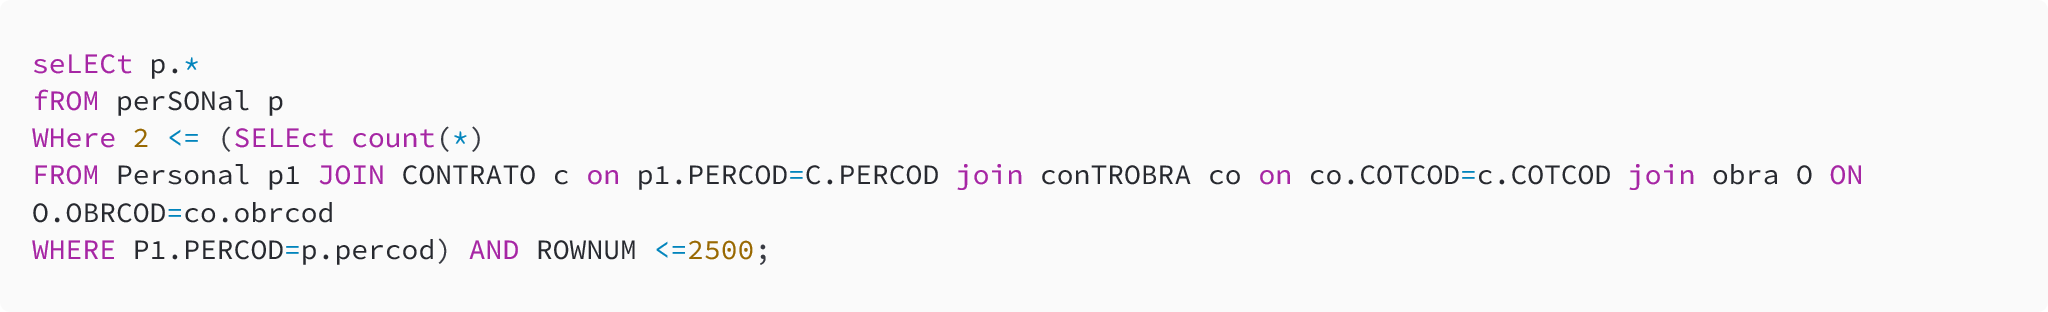 seLECt p.*
fROM perSONal p
WHere 2 <= (SELEct count(*)
FROM Personal p1 JOIN CONTRATO c on p1.PERCOD=C.PERCOD join conTROBRA co on co.COTCOD=c.COTCOD join obra O ON
O.OBRCOD=co.obrcod
WHERE P1.PERCOD=p.percod) AND ROWNUM <=2500;